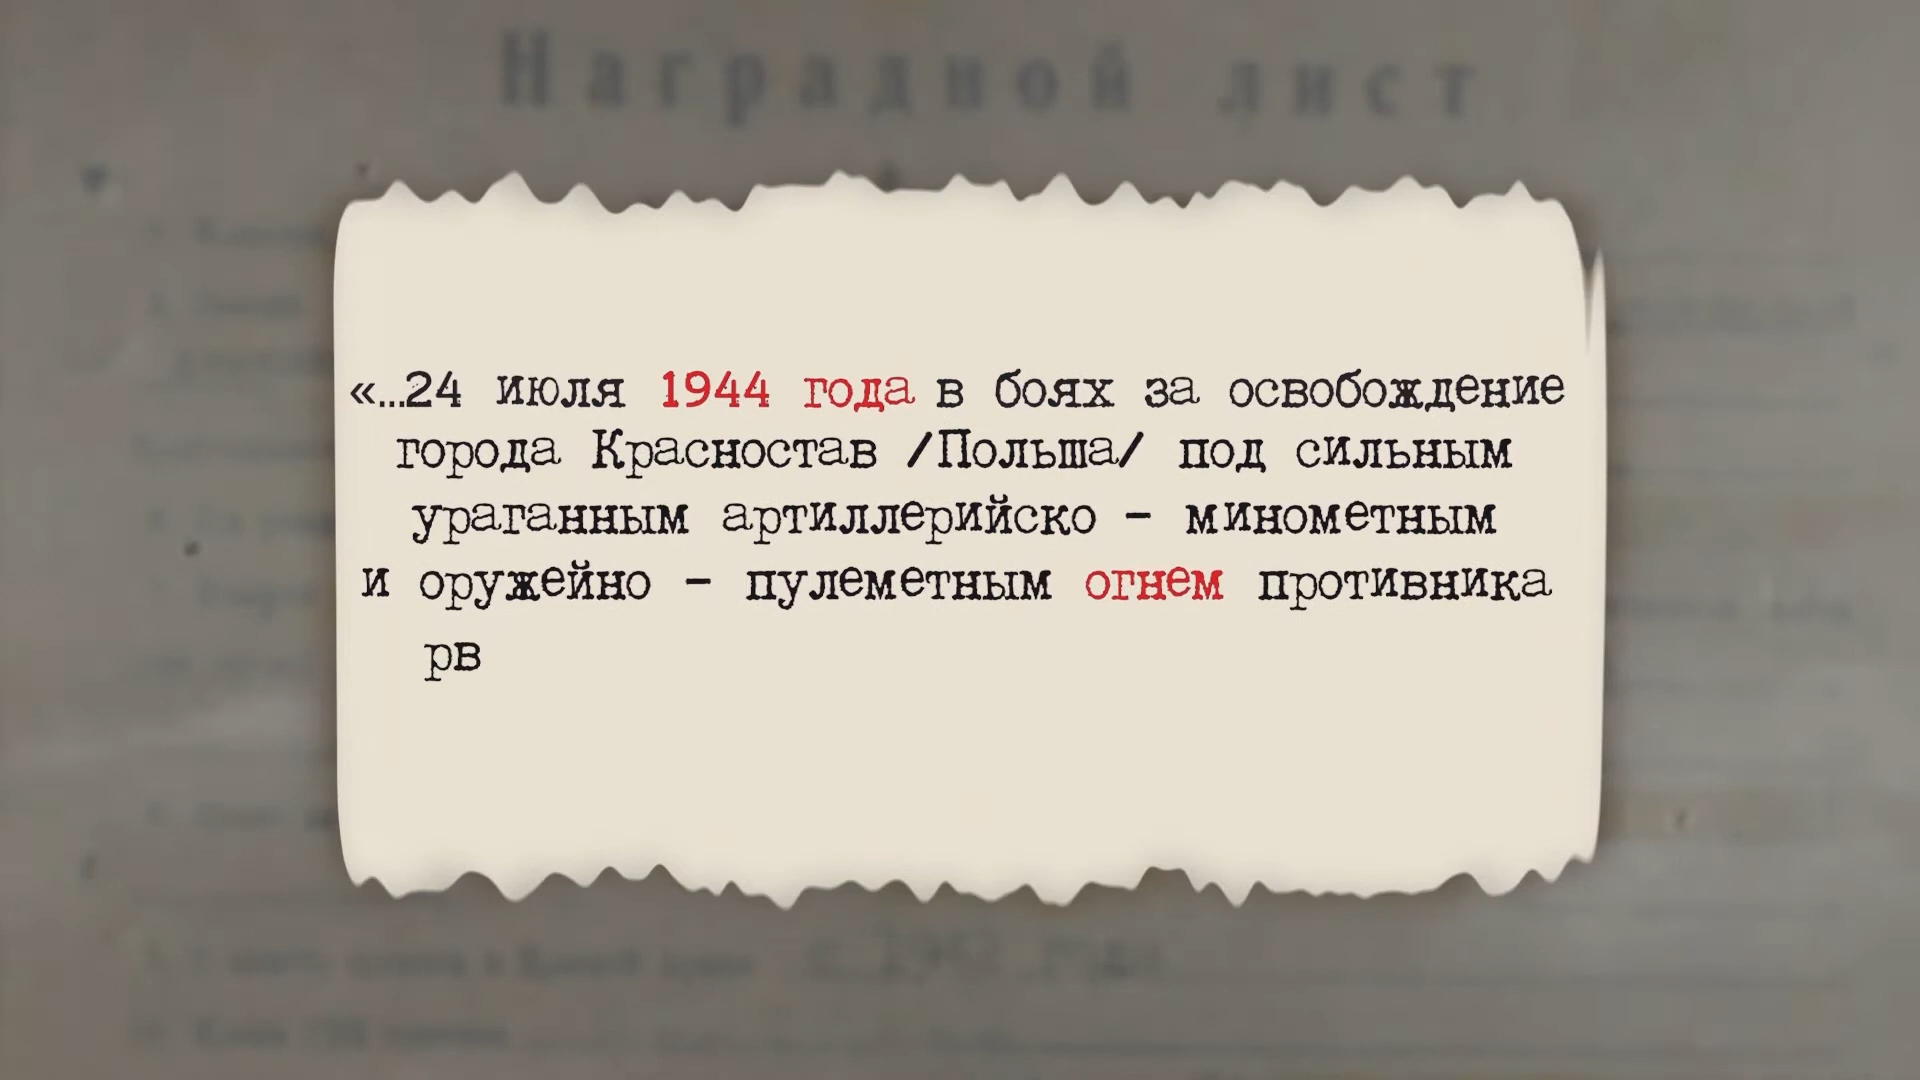 Наградной лист
«…24 июля 1944 года в боях за освобождение
города Красностав /Польша/ под сильным
ураганным артиллерийско – минометным
и оружейно – пулеметным огнем противника
рв